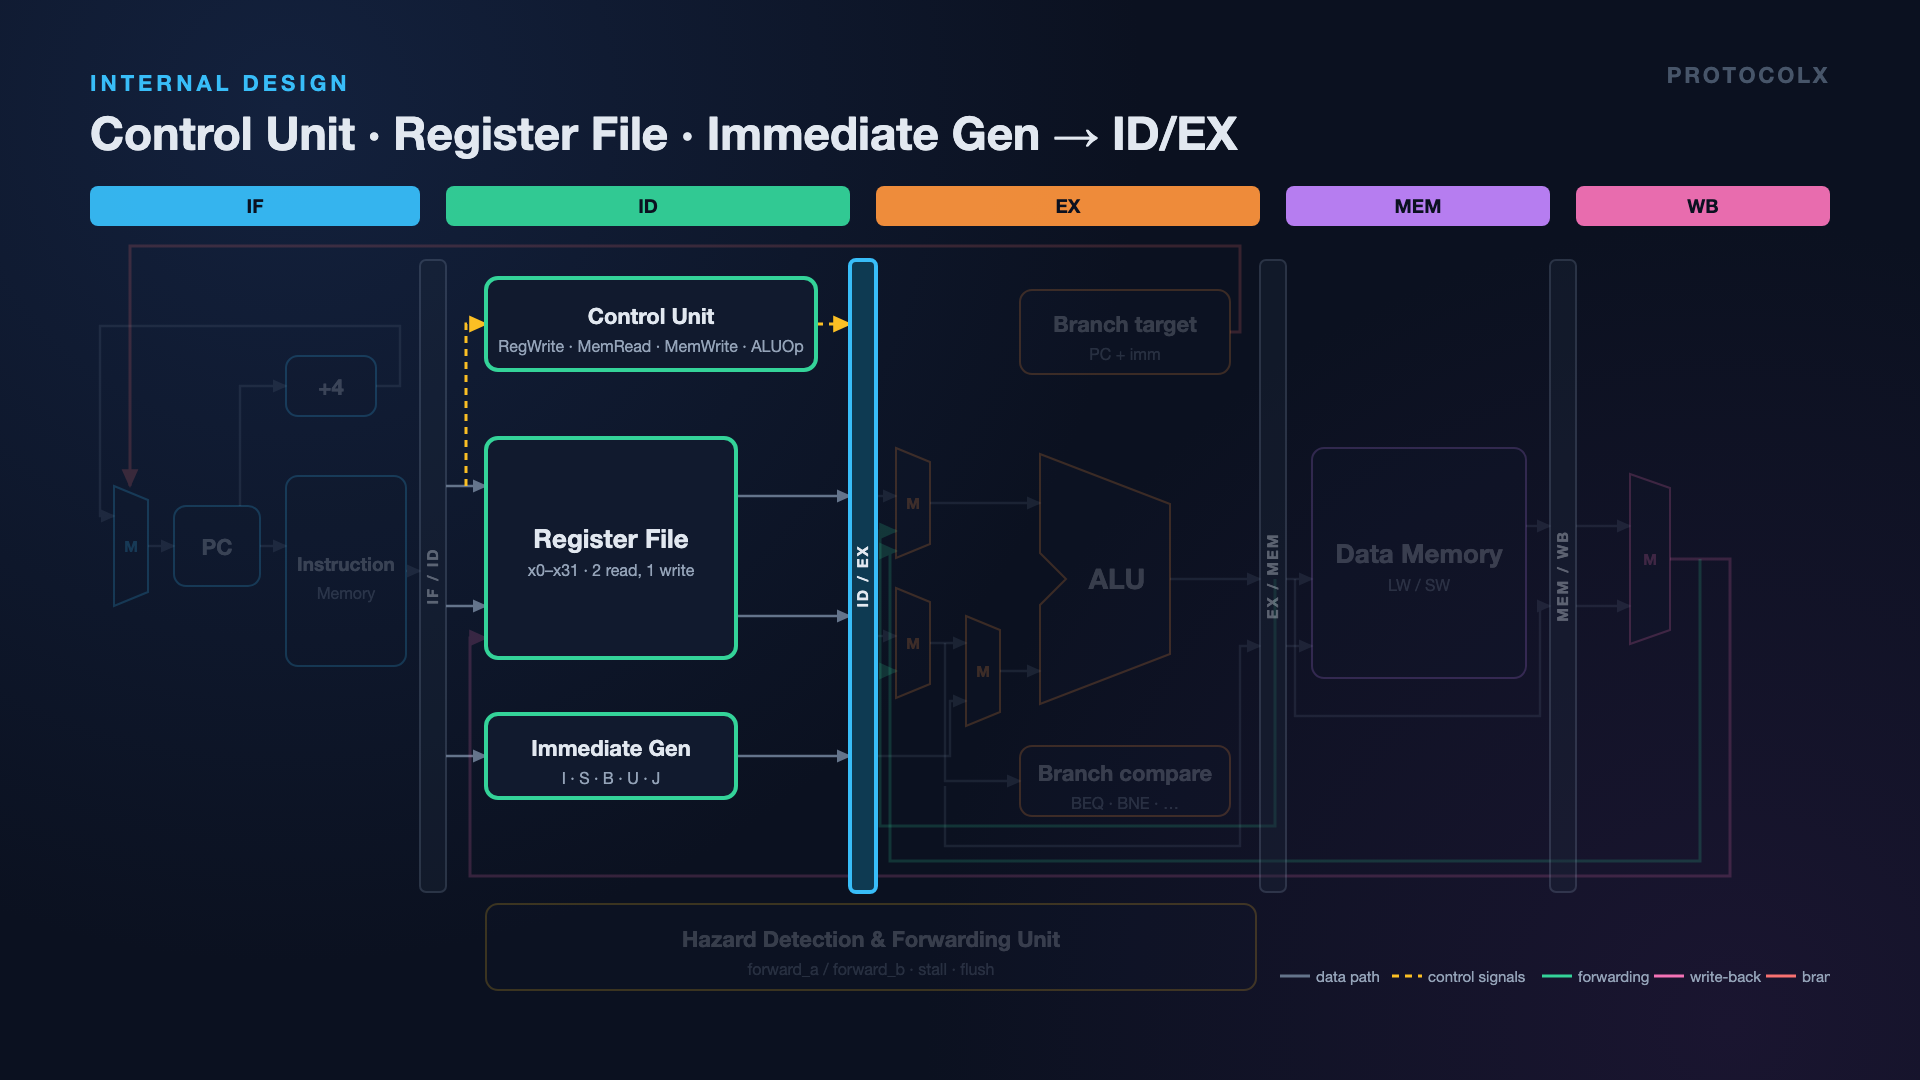 INTERNAL DESIGN
PROTOCOLX
Control Unit · Register File · Immediate Gen → ID/EX
IF
ID
EX
MEM
WB
Control Unit
RegWrite · MemRead · MemWrite · ALUOp
Branch target
PC + imm
+4
M
PC
Instruction
Memory
IF / ID
Register File
x0–x31 · 2 read, 1 write
ID / EX
M
M
M
ALU
EX / MEM
Data Memory
LW / SW
MEM / WB
M
Immediate Gen
I · S · B · U · J
Branch compare
BEQ · BNE · …
Hazard Detection & Forwarding Unit
forward_a / forward_b · stall · flush
data path
control signals
forwarding
write-back
bran